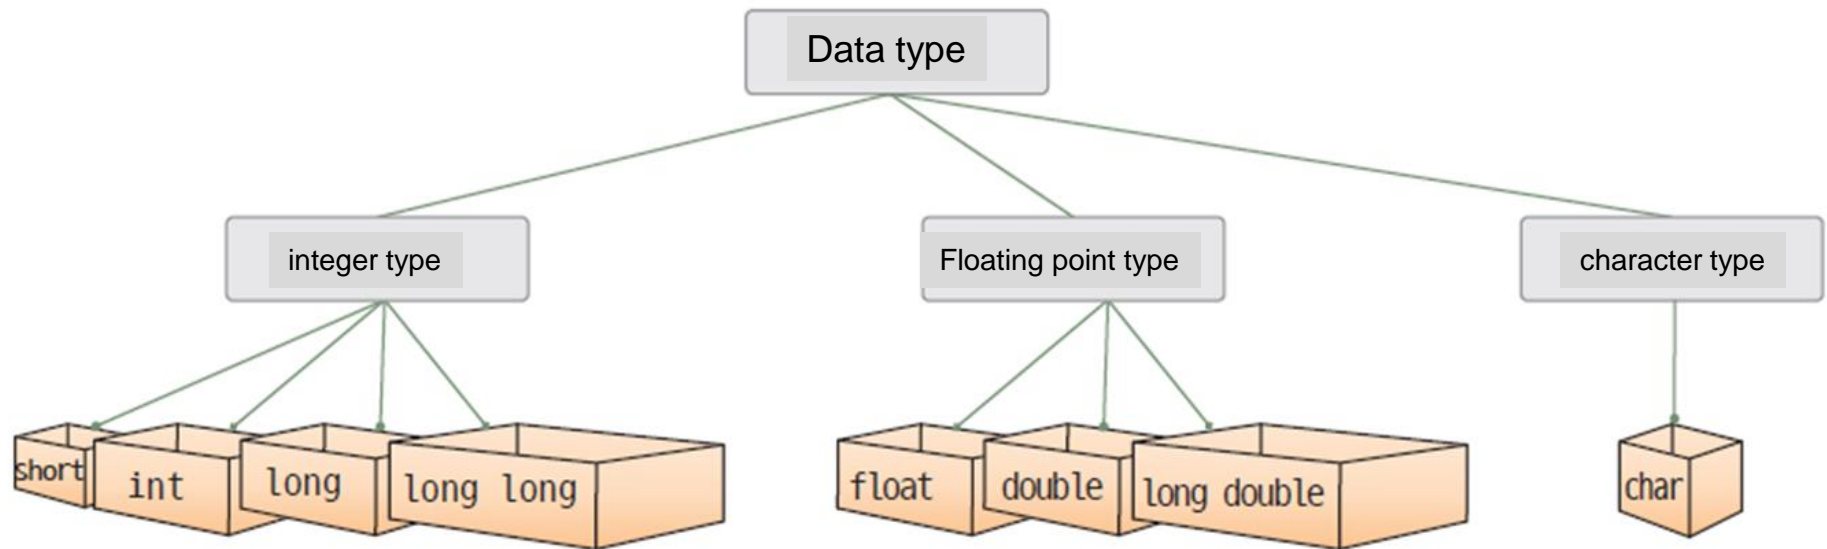 Data type
integer type
Floating point type
character type
short
int
long
long long
float
double
long double
char